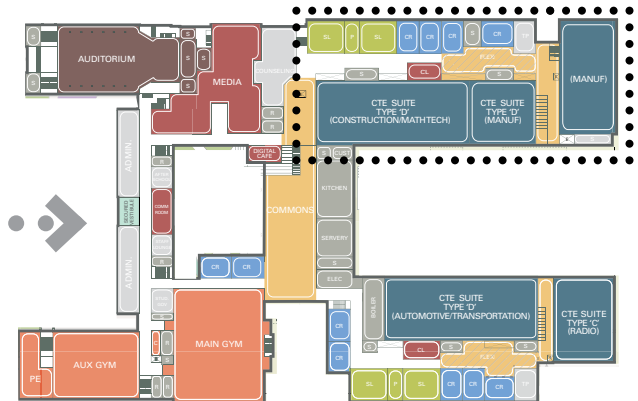 S
AUDITORIUM
S
S
S
S
S
MEDIA
COUNSELING
R
R
SL
P
SL
CR
CR
CR
S
CR
TP
FLEX
S
CL
S
CTE SUITE
TYPE 'D'
(CONSTRUCTION/MATHTECH)
CTE SUITE
TYPE 'D'
(MANUF)
(MANUF)
S
ADMIN
SECURED
VESTIBULE
ADMIN
R
COMM
ROOM
R
DIGITAL
CAFE
S
CUST
KITCHEN
COMMONS
SERVERY
S
ELEC
CR
CR
S
C
R
S
R
R
MAIN GYM
AUX GYM
PE
CR
CR
BOILER
CTE SUITE
TYPE 'D'
(AUTOMOTIVE/TRANSPORTATION)
CTE SUITE
TYPE 'C'
(RADIO)
CL
S
S
FLEX
SL
P
SL
CR
CR
CR
TP